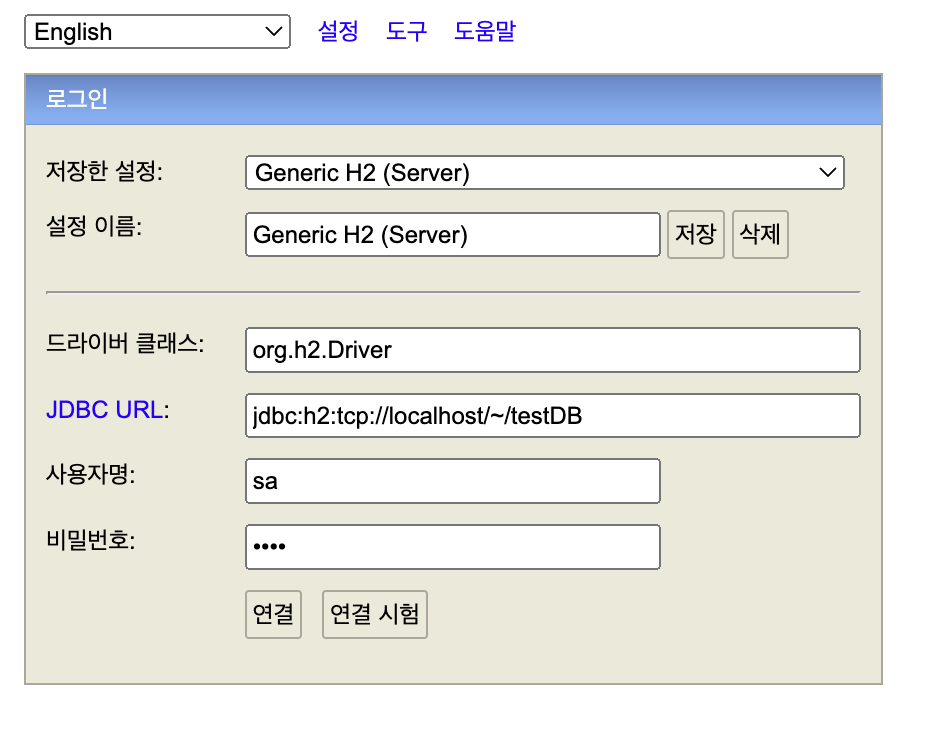 English 설정 도구 도움말
로그인
저장한 설정: Generic H2 (Server)
설정 이름: Generic H2 (Server) 저장 삭제
드라이버 클래스: org.h2.Driver
JDBC URL: jdbc:h2:tcp://localhost/~/testDB
사용자명: sa
비밀번호: ••••
연결 연결 시험